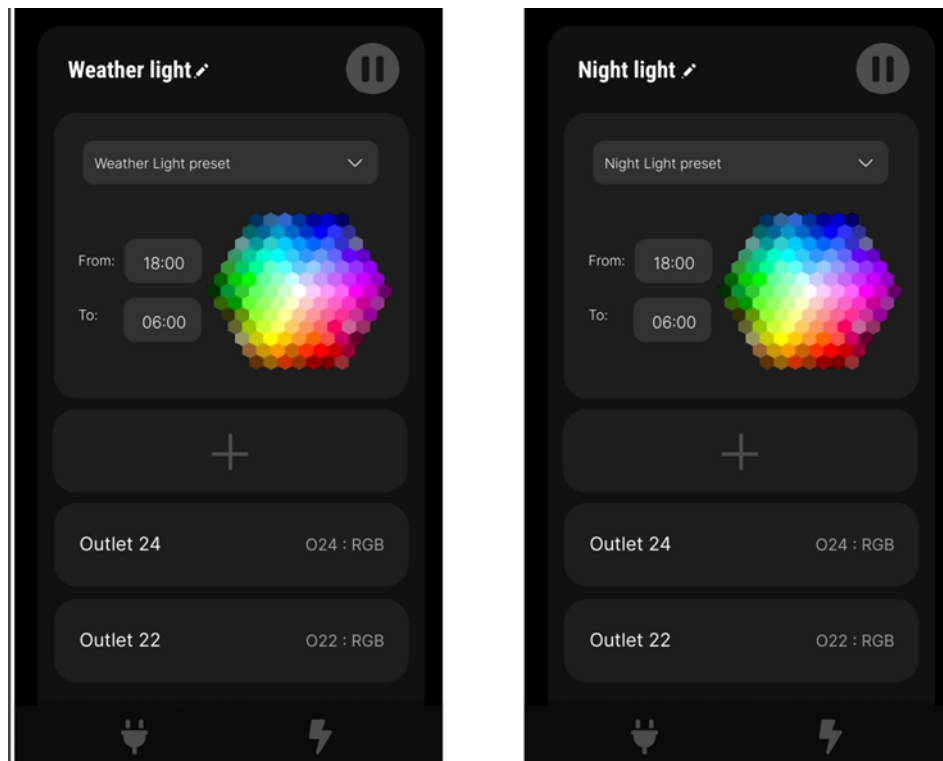 Weather light
Weather Light preset
From: 18:00
To: 06:00
Outlet 24 O24 : RGB
Outlet 22 O22 : RGB
Night light
Night Light preset
From: 18:00
To: 06:00
Outlet 24 O24 : RGB
Outlet 22 O22 : RGB